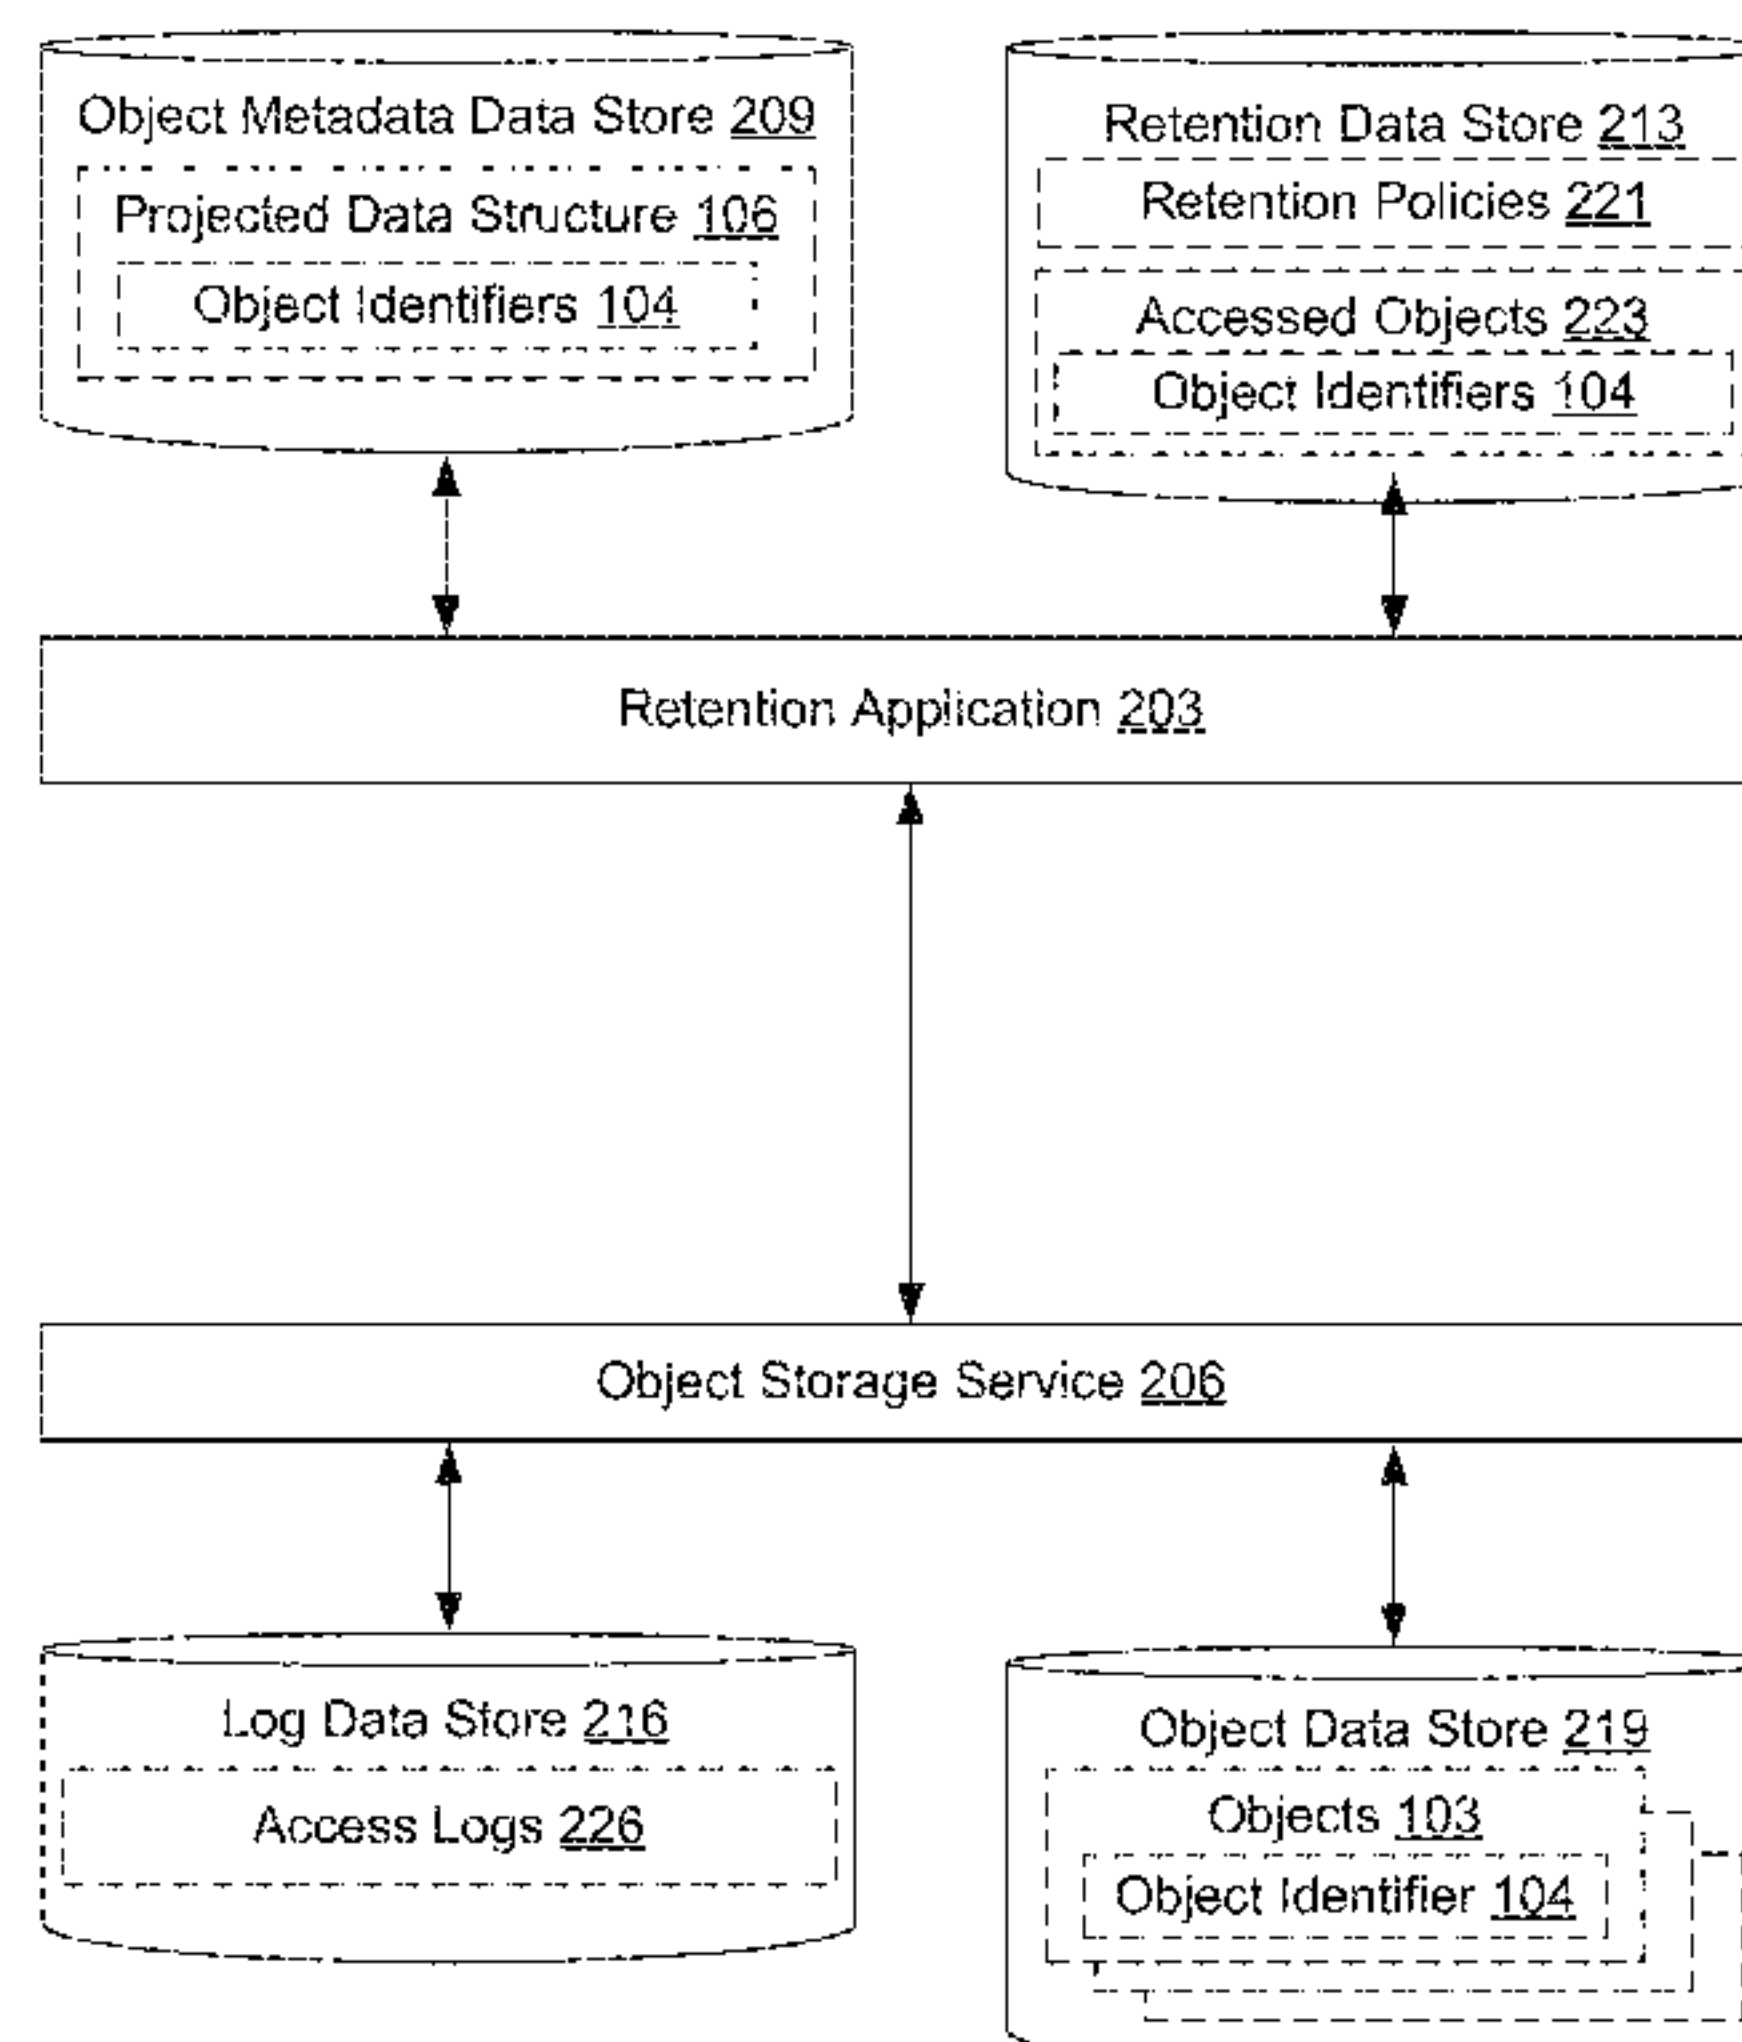 Object Metadata Data Store 209
Projected Data Structure 106
Object Identifiers 104
Retention Data Store 213
Retention Policies 221
Accessed Objects 223
Object Identifiers 104
Retention Application 203
Object Storage Service 206
Log Data Store 216
Access Logs 226
Object Data Store 219
Objects 103
Object Identifier 104